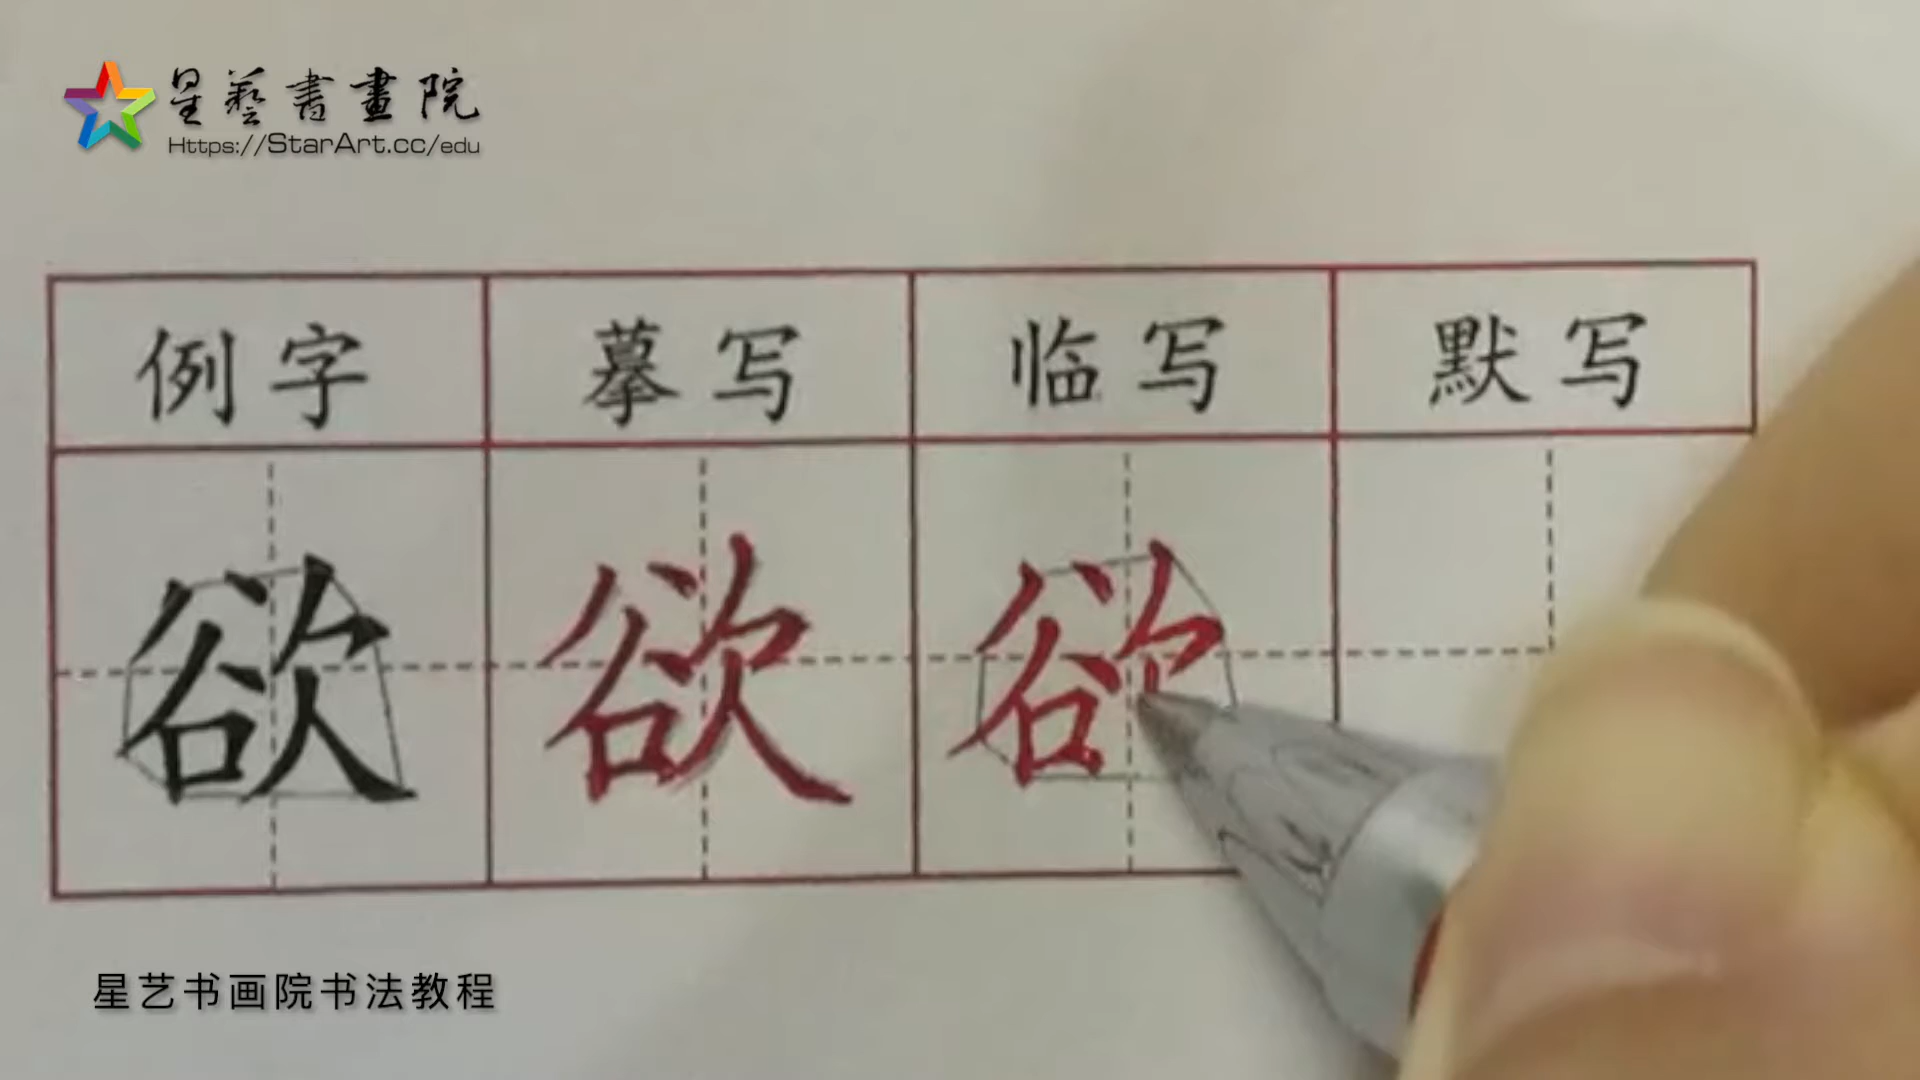 星藝書畫院
Https://StarArt.cc/edu
例字 摹写 临写 默写
欲 欲 欲
星艺书画院书法教程